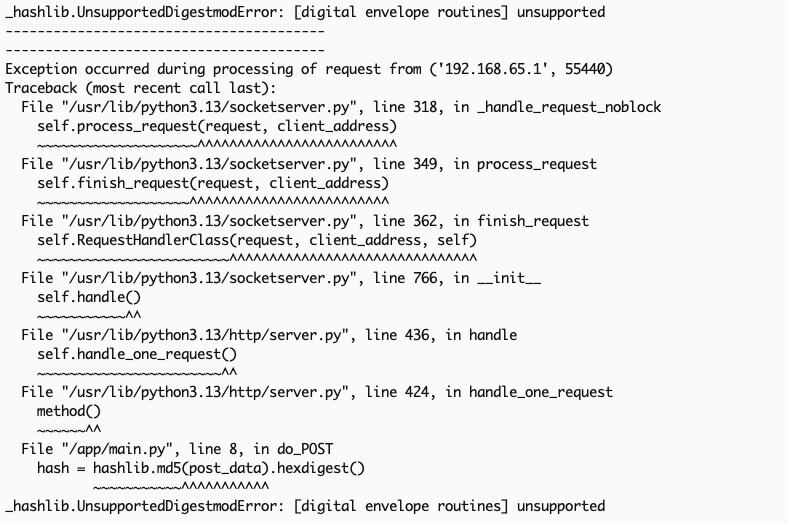 _hashlib.UnsupportedDigestmodError: [digital envelope routines] unsupported
----------------------------------------
----------------------------------------
Exception occurred during processing of request from ('192.168.65.1', 55440)
Traceback (most recent call last):
  File "/usr/lib/python3.13/socketserver.py", line 318, in _handle_request_noblock
    self.process_request(request, client_address)
    ~~~~~~~~~~~~~~~~~~~~^^^^^^^^^^^^^^^^^^^^^^^^^
  File "/usr/lib/python3.13/socketserver.py", line 349, in process_request
    self.finish_request(request, client_address)
    ~~~~~~~~~~~~~~~~~~~^^^^^^^^^^^^^^^^^^^^^^^^^
  File "/usr/lib/python3.13/socketserver.py", line 362, in finish_request
    self.RequestHandlerClass(request, client_address, self)
    ~~~~~~~~~~~~~~~~~~~~~~~~^^^^^^^^^^^^^^^^^^^^^^^^^^^^^^^
  File "/usr/lib/python3.13/socketserver.py", line 766, in __init__
    self.handle()
    ~~~~~~~~~~~^^
  File "/usr/lib/python3.13/http/server.py", line 436, in handle
    self.handle_one_request()
    ~~~~~~~~~~~~~~~~~~~~~~~^^
  File "/usr/lib/python3.13/http/server.py", line 424, in handle_one_request
    method()
    ~~~~~~^^
  File "/app/main.py", line 8, in do_POST
    hash = hashlib.md5(post_data).hexdigest()
           ~~~~~~~~~~~^^^^^^^^^^^
_hashlib.UnsupportedDigestmodError: [digital envelope routines] unsupported